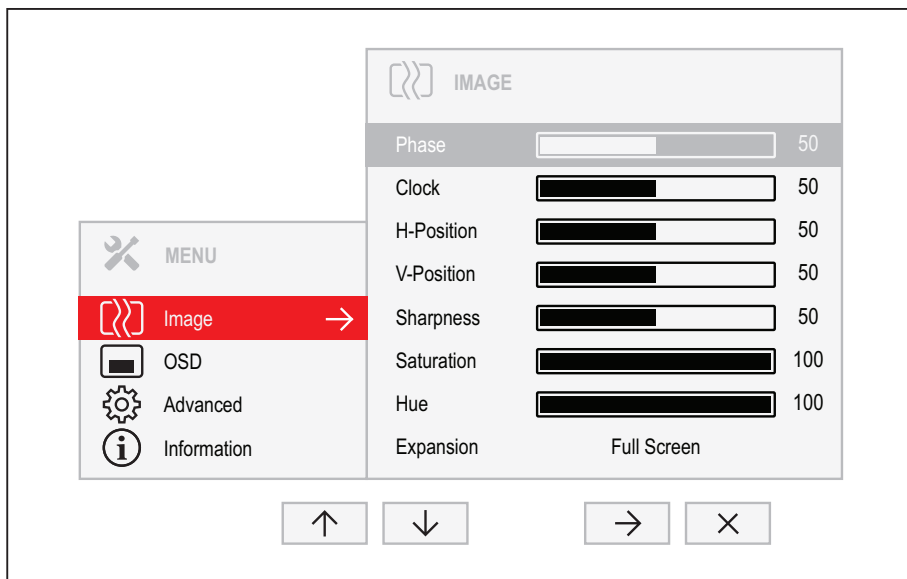 IMAGE
Phase 50
Clock 50
H-Position 50
V-Position 50
Sharpness 50
Saturation 100
Hue 100
Expansion Full Screen
MENU
Image
OSD
Advanced
Information